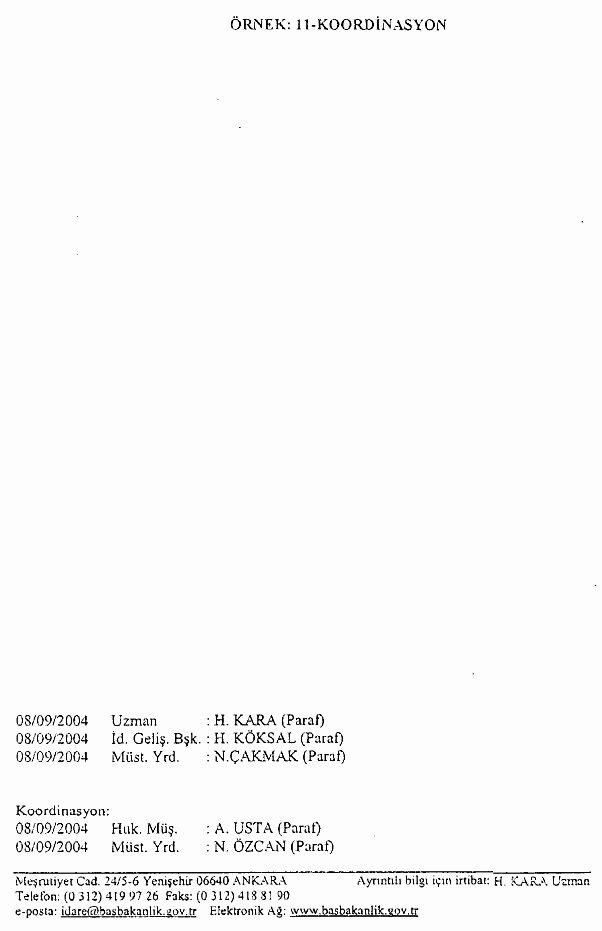 ÖRNEK: 11-KOORDİNASYON
08/09/2004 Uzman : H. KARA (Paraf)
08/09/2004 İd. Geliş. Bşk. : H. KÖKSAL (Paraf)
08/09/2004 Müst. Yrd. : N.ÇAKMAK (Paraf)
Koordinasyon:
08/09/2004 Huk. Müş. : A. USTA (Paraf)
08/09/2004 Müst. Yrd. : N. ÖZCAN (Paraf)
Meşrutiyet Cad. 24/5-6 Yenişehir 06640 ANKARA Ayrıntılı bilgi için irtibat: H. KARA Uzman
Telefon: (0 312) 419 97 26 Faks: (0 312) 418 81 90
e-posta: idare@basbakanlik.gov.tr Elektronik Ağ: www.basbakanlik.gov.tr